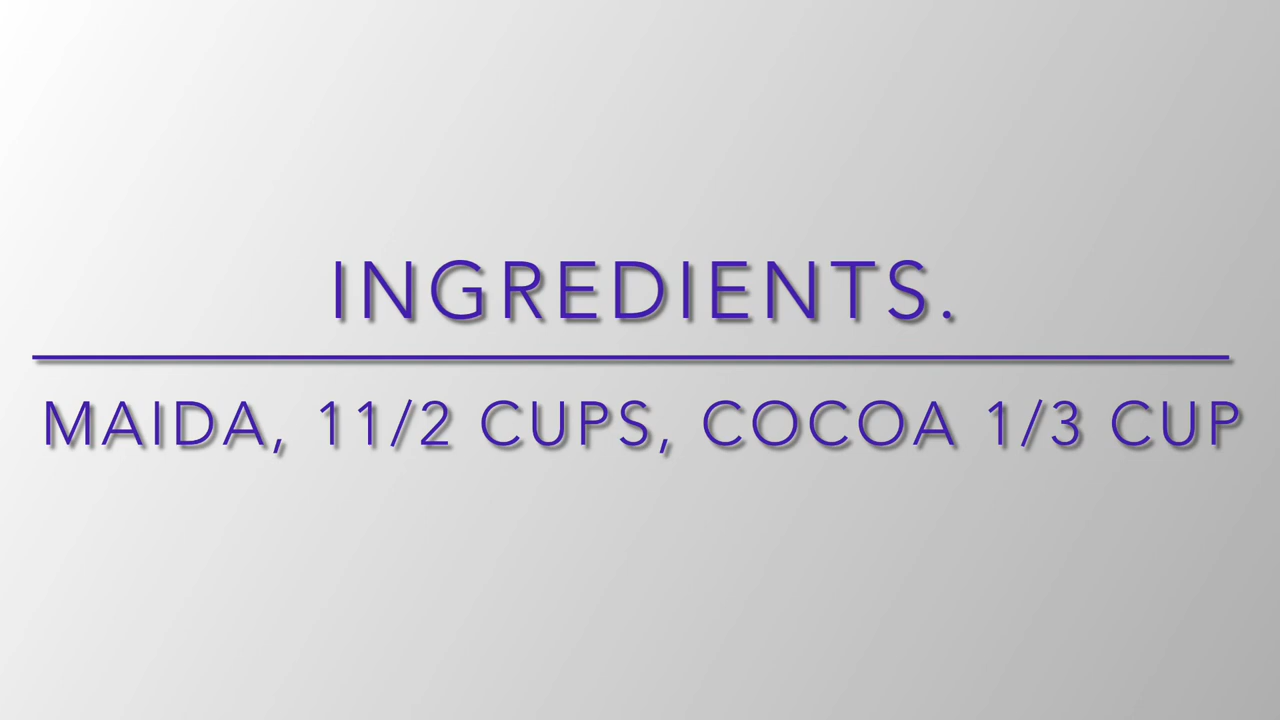 INGREDIENTS.
MAIDA, 11/2 CUPS, COCOA 1/3 CUP